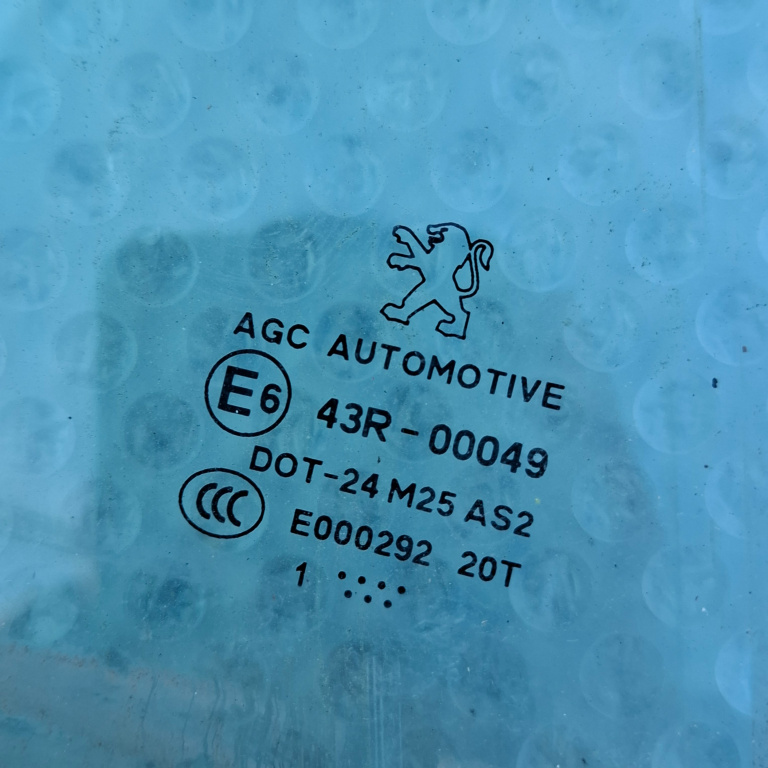 AGC AUTOMOTIVE
E6 43R-00049
DOT-24 M25 AS2
CCC E000292 20T
1